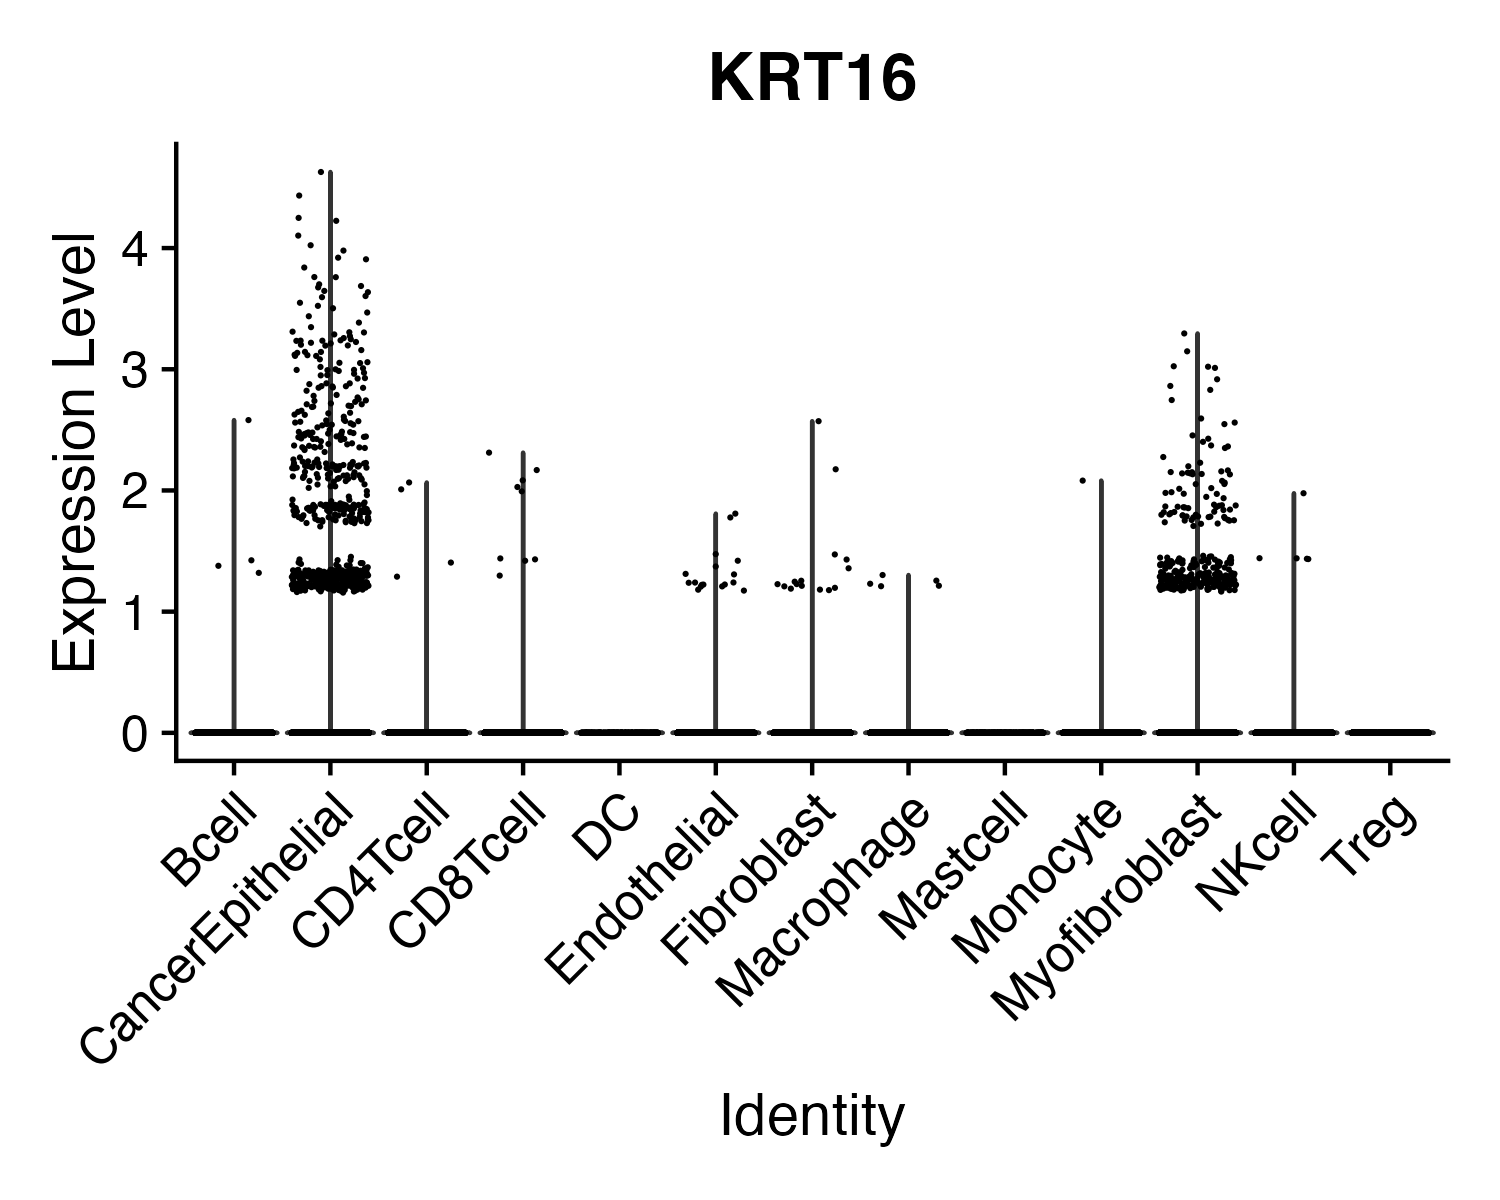 KRT16
Expression Level
4
3
2
1
0
Bcell
CancerEpithelial
CD4Tcell
CD8Tcell
DC
Endothelial
Fibroblast
Macrophage
Mastcell
Monocyte
Myofibroblast
NKcell
Treg
Identity